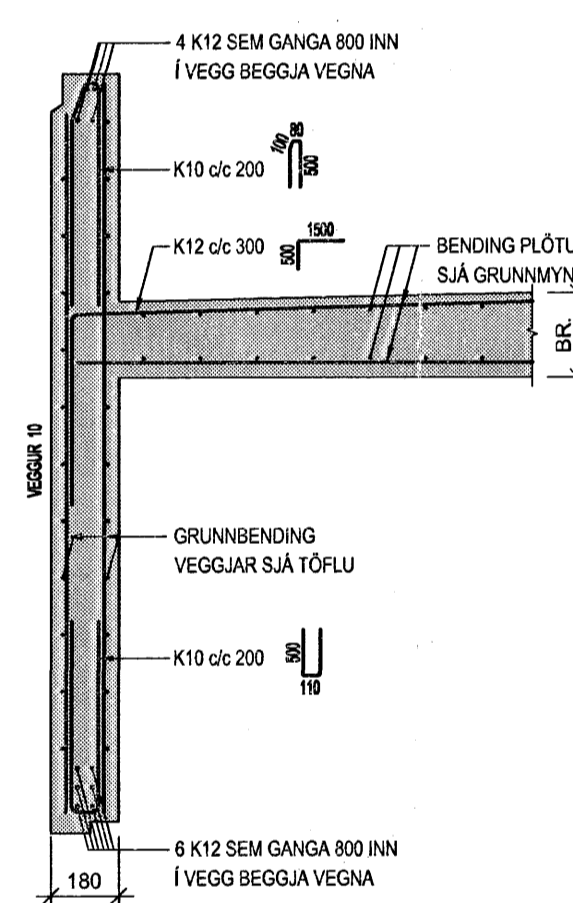 4 K12 SEM GANGA 800 INN
Í VEGG BEGGJA VEGNA
K10 c/c 200
100
500
1500
K12 c/c 300
500
BENDING PLÖTU
SJÁ GRUNNMYN
BR.
VEGGUR 10
GRUNNBENDING
VEGGJAR SJÁ TÖFLU
K10 c/c 200
500
110
6 K12 SEM GANGA 800 INN
Í VEGG BEGGJA VEGNA
180